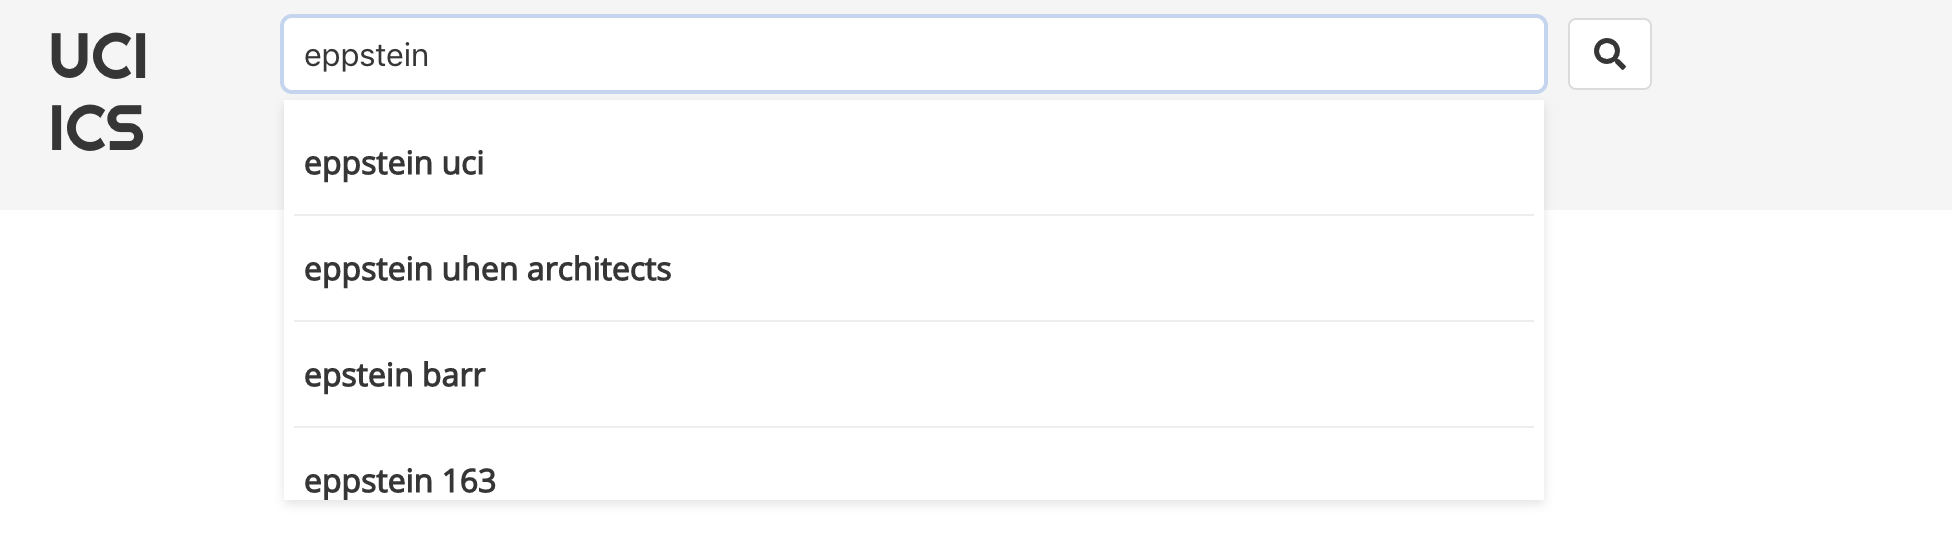 UCI
ICS
eppstein
eppstein uci
eppstein uhen architects
epstein barr
eppstein 163